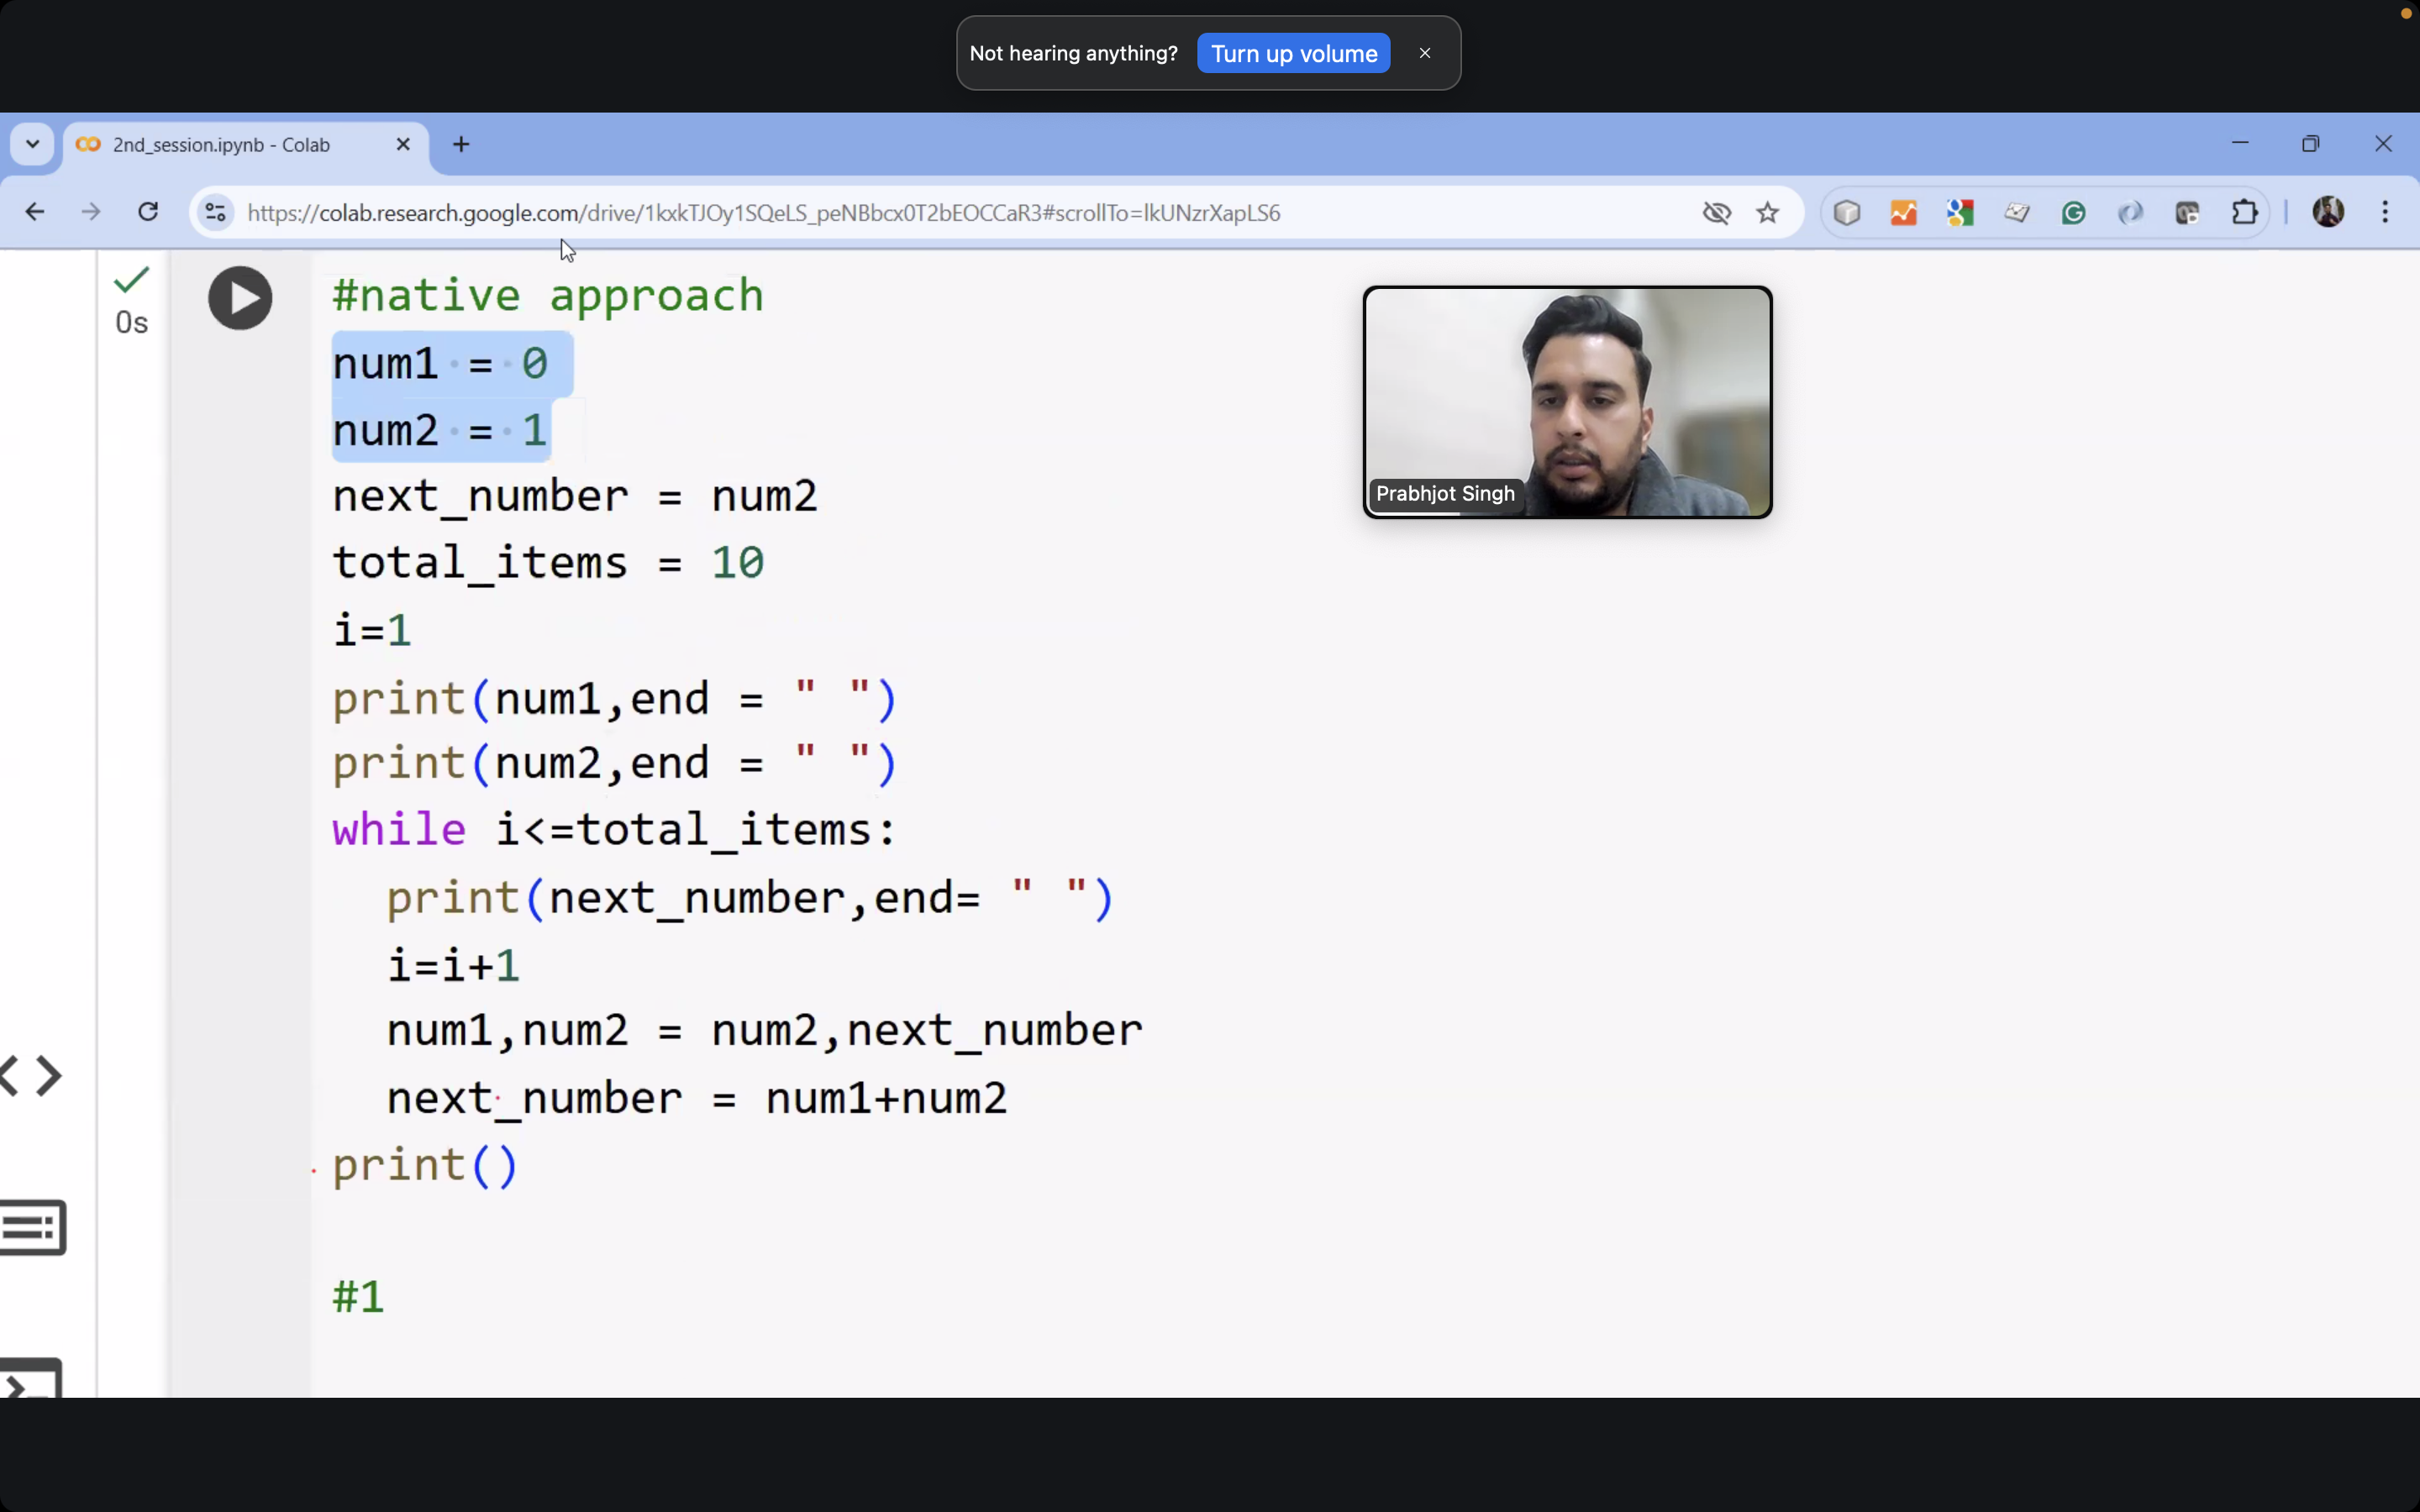 Not hearing anything? Turn up volume
2nd_session.ipynb - Colab
https://colab.research.google.com/drive/1kxkTJOy1SQeLS_peNBbcx0T2bEOCCaR3#scrollTo=lkUNzrXapLS6
0s
#native approach
num1 = 0
num2 = 1
next_number = num2
total_items = 10
i=1
print(num1,end = " ")
print(num2,end = " ")
while i<=total_items:
  print(next_number,end= " ")
  i=i+1
  num1,num2 = num2,next_number
  next_number = num1+num2
print()
#1
Prabhjot Singh